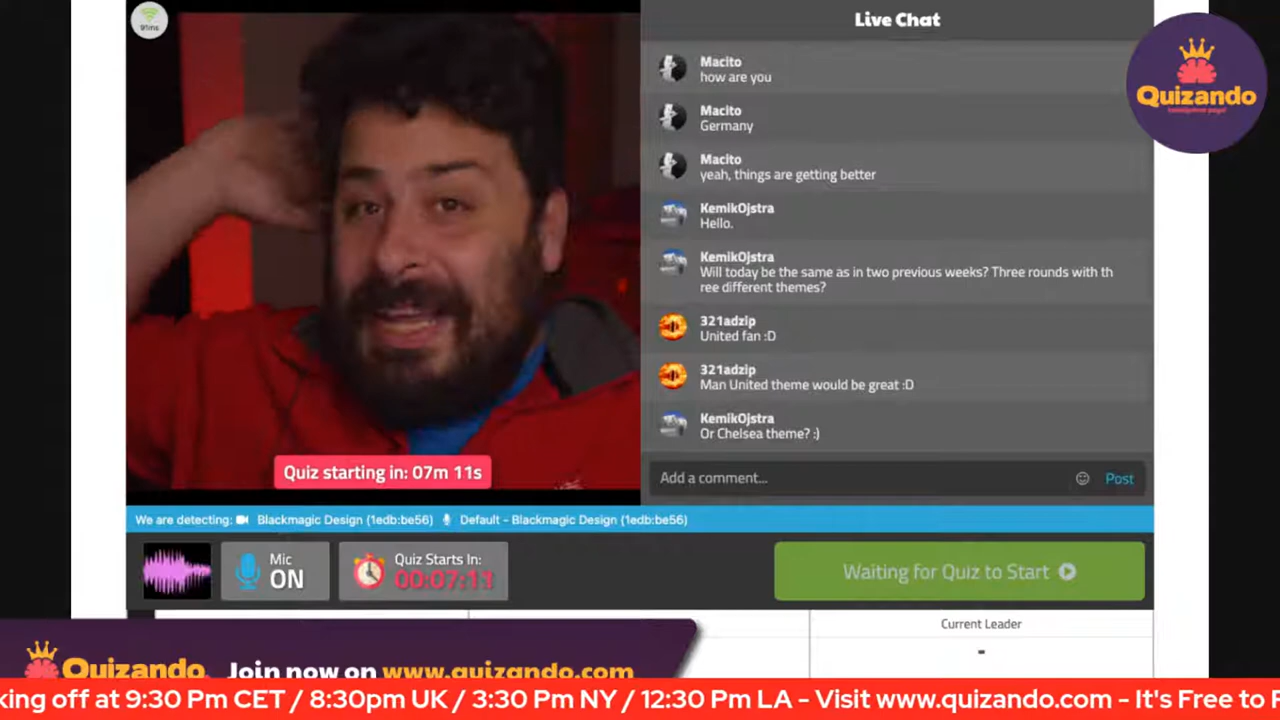 91ms
Live Chat
Macito
how are you
Macito
Germany
Macito
yeah, things are getting better
KemikOjstra
Hello.
KemikOjstra
Will today be the same as in two previous weeks? Three rounds with th
ree different themes?
321adzip
United fan :D
321adzip
Man United theme would be great :D
KemikOjstra
Or Chelsea theme? :)
Add a comment...
Post
Quizando
Quiz starting in: 07m 11s
We are detecting: Blackmagic Design (1edb:be56) Default - Blackmagic Design (1edb:be56)
Mic
ON
Quiz Starts In:
00:07:11
Waiting for Quiz to Start
Current Leader
-
Quizando
Join now on www.quizando.com
king off at 9:30 Pm CET / 8:30pm UK / 3:30 Pm NY / 12:30 Pm LA - Visit www.quizando.com - It's Free to